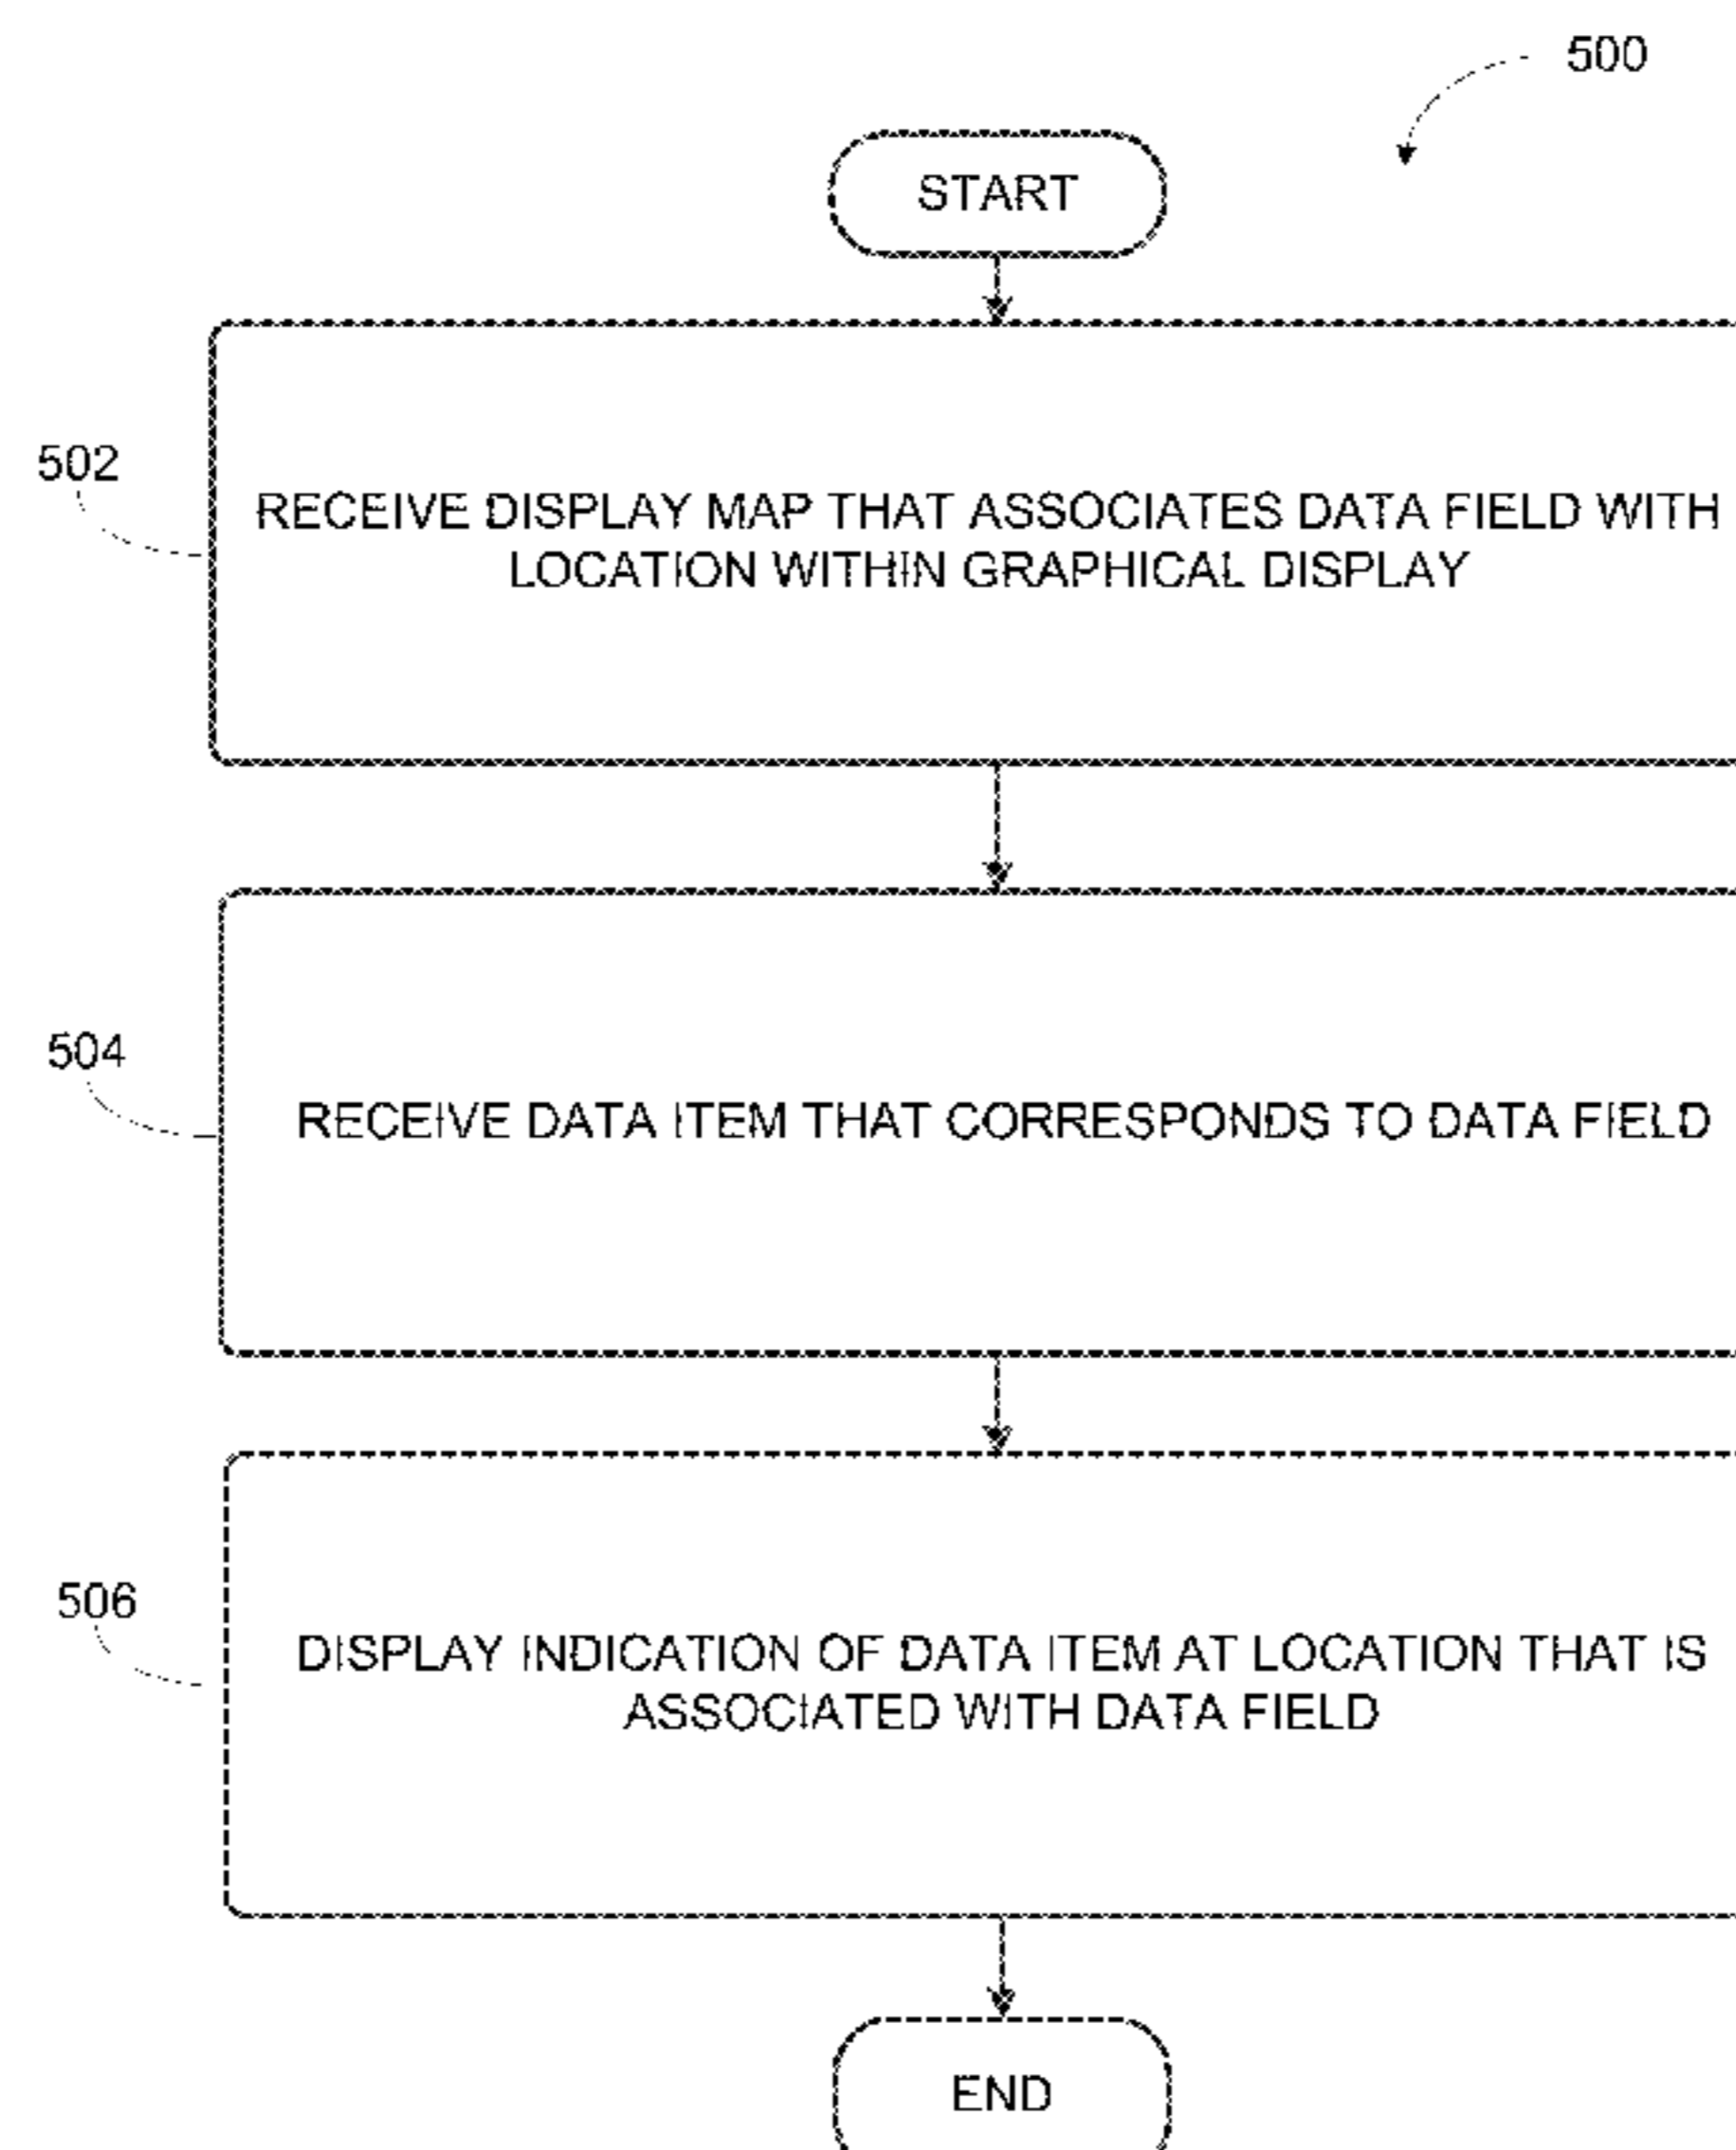 500
START
502
RECEIVE DISPLAY MAP THAT ASSOCIATES DATA FIELD WITH
LOCATION WITHIN GRAPHICAL DISPLAY
504
RECEIVE DATA ITEM THAT CORRESPONDS TO DATA FIELD
506
DISPLAY INDICATION OF DATA ITEM AT LOCATION THAT IS
ASSOCIATED WITH DATA FIELD
END